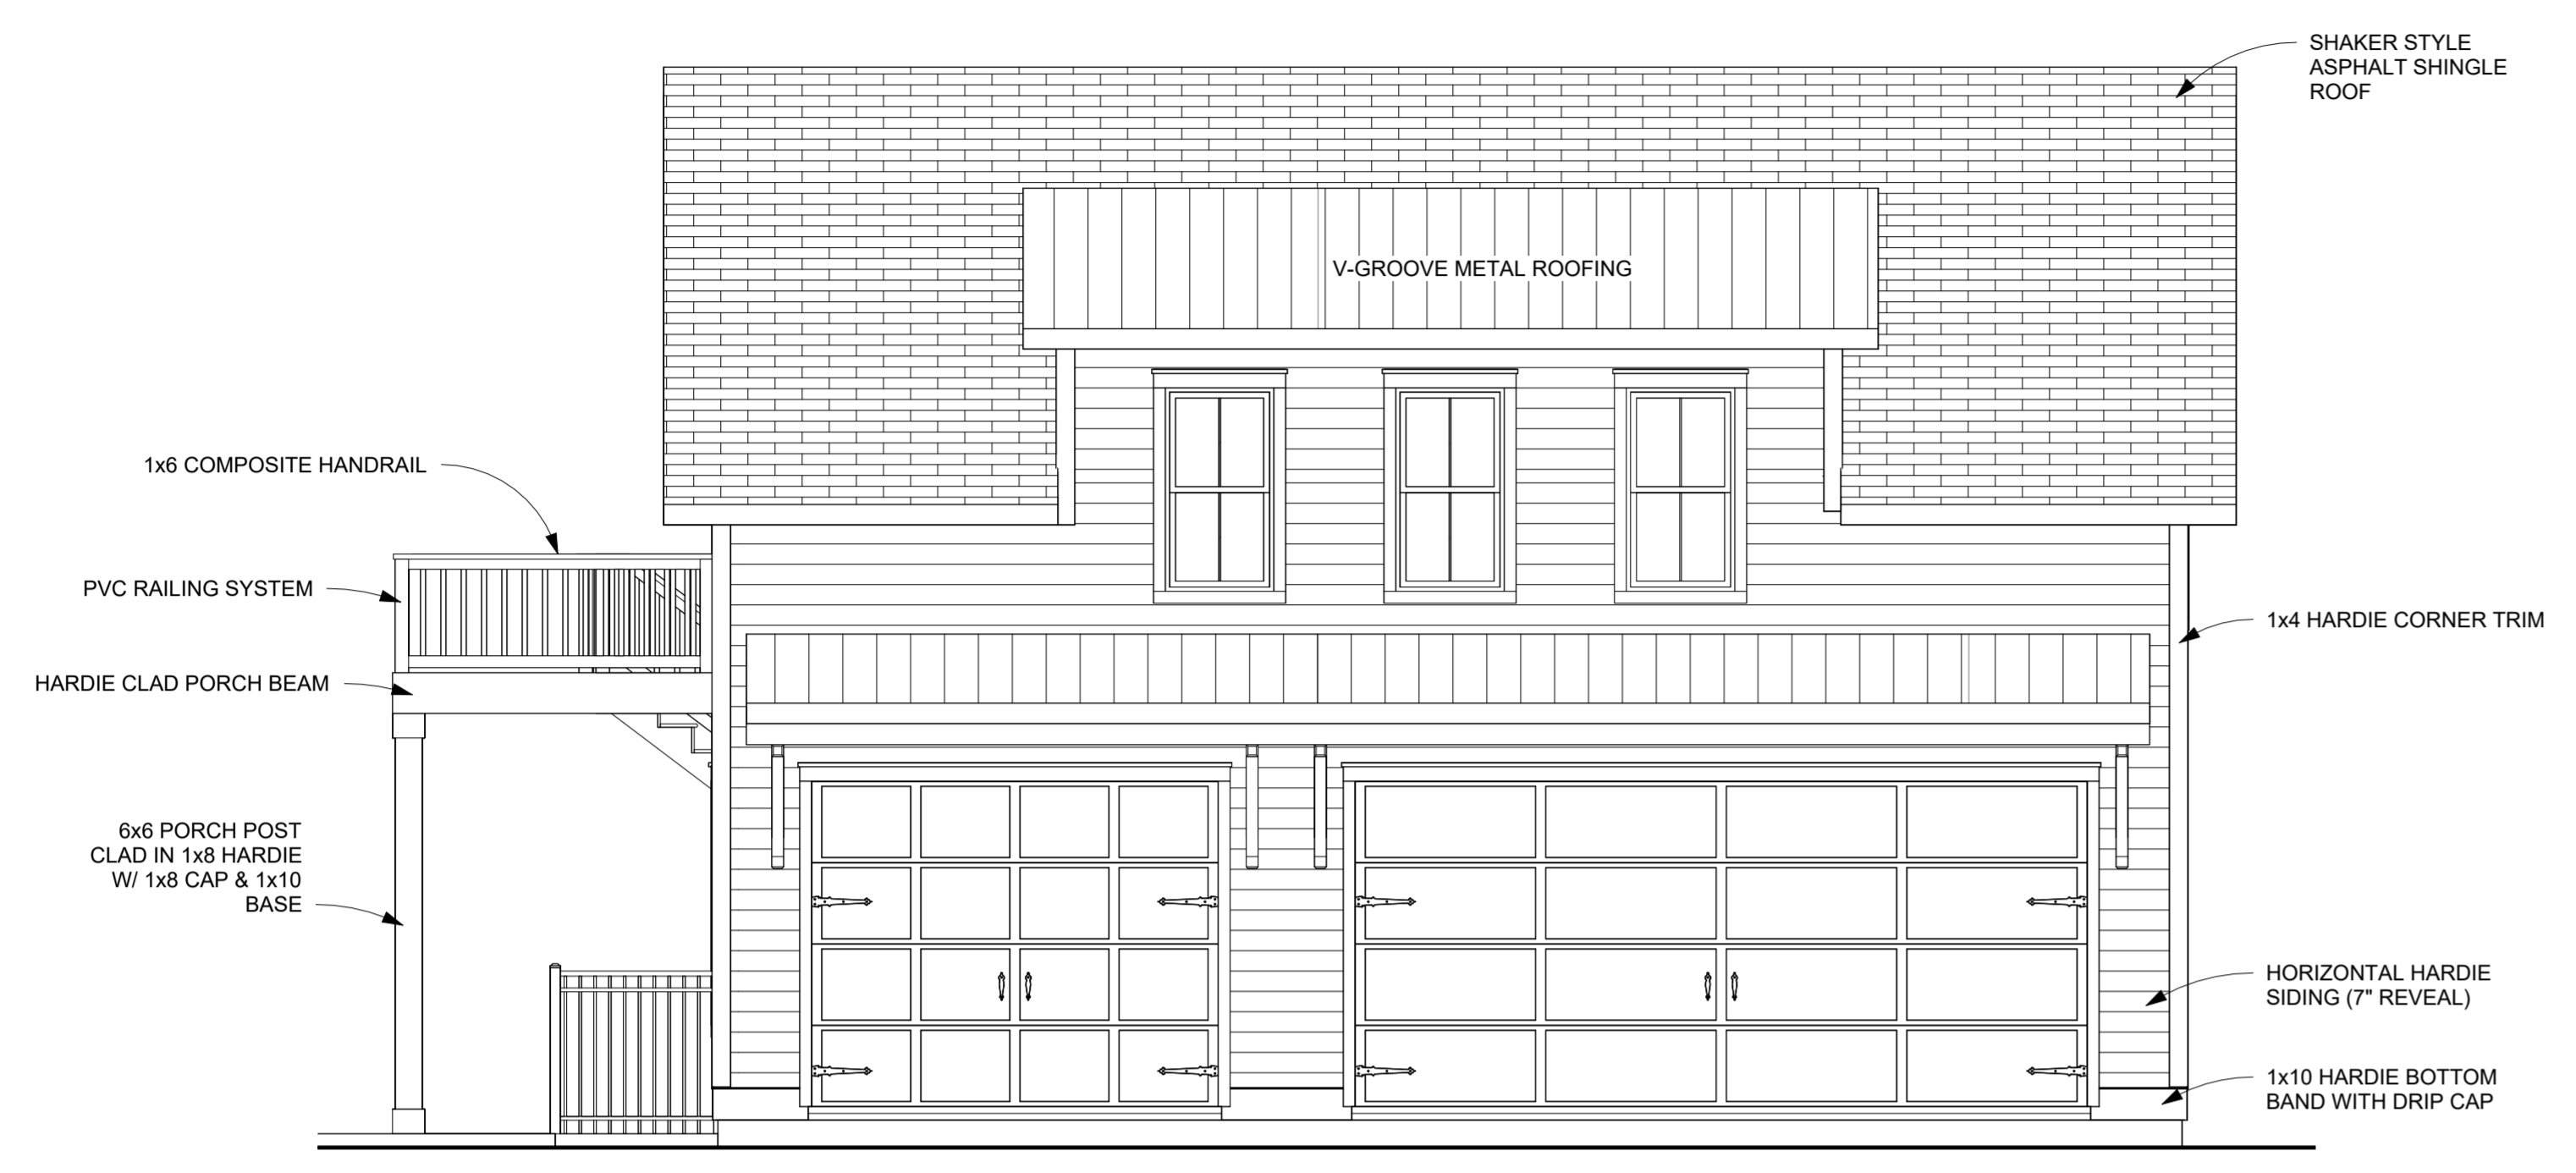 SHAKER STYLE
ASPHALT SHINGLE
ROOF
V-GROOVE METAL ROOFING
1x6 COMPOSITE HANDRAIL
PVC RAILING SYSTEM
HARDIE CLAD PORCH BEAM
6x6 PORCH POST
CLAD IN 1x8 HARDIE
W/ 1x8 CAP & 1x10
BASE
1x4 HARDIE CORNER TRIM
HORIZONTAL HARDIE
SIDING (7" REVEAL)
1x10 HARDIE BOTTOM
BAND WITH DRIP CAP